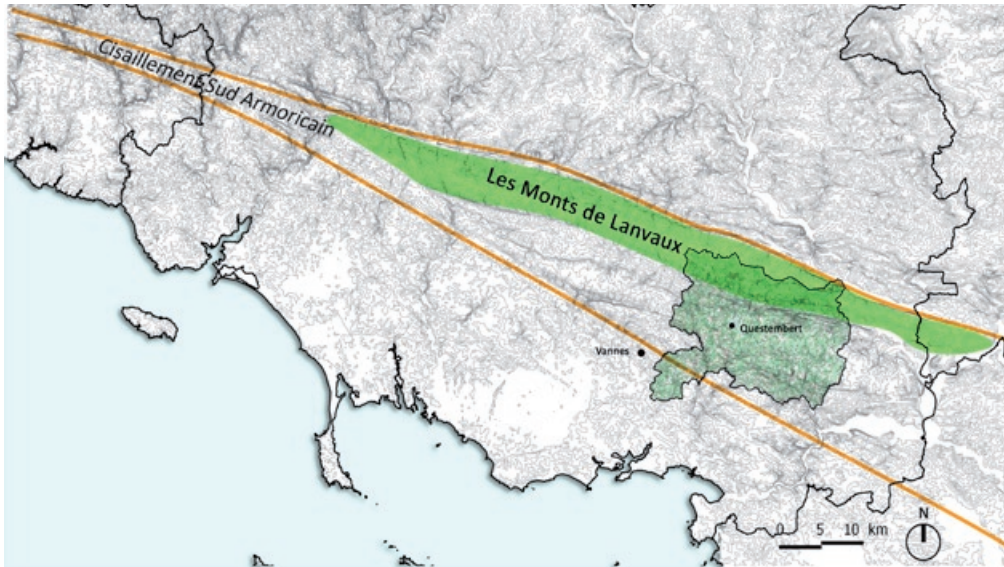 Cisaillement Sud Armoricain
Les Monts de Lanvaux
Questembert
Vannes
N
0 5 10 km